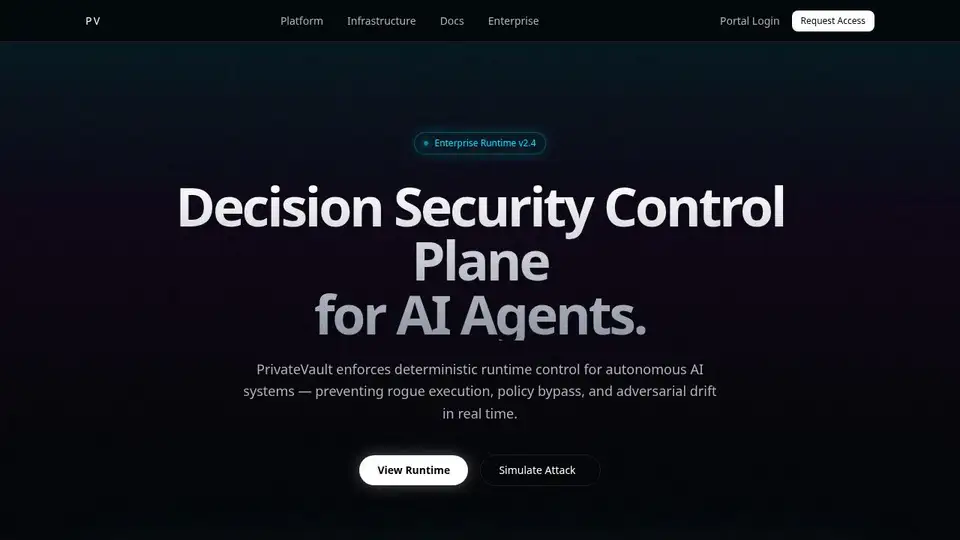 PV
Platform
Infrastructure
Docs
Enterprise
Portal Login
Request Access
Enterprise Runtime v2.4
Decision Security Control
Plane
for AI Agents.
PrivateVault enforces deterministic runtime control for autonomous AI
systems — preventing rogue execution, policy bypass, and adversarial drift
in real time.
View Runtime
Simulate Attack